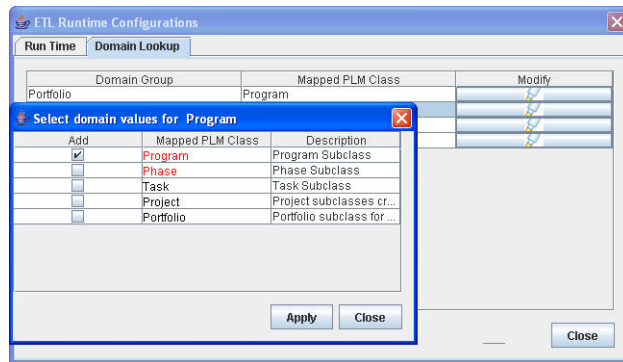 ETL Runtime Configurations
Run Time Domain Lookup
Domain Group Mapped PLM Class Modify
Portfolio Program
Select domain values for Program
Add Mapped PLM Class Description
Program Program Subclass
Phase Phase Subclass
Task Task Subclass
Project Project subclasses cr...
Portfolio Portfolio subclass for ...
Apply Close
Close